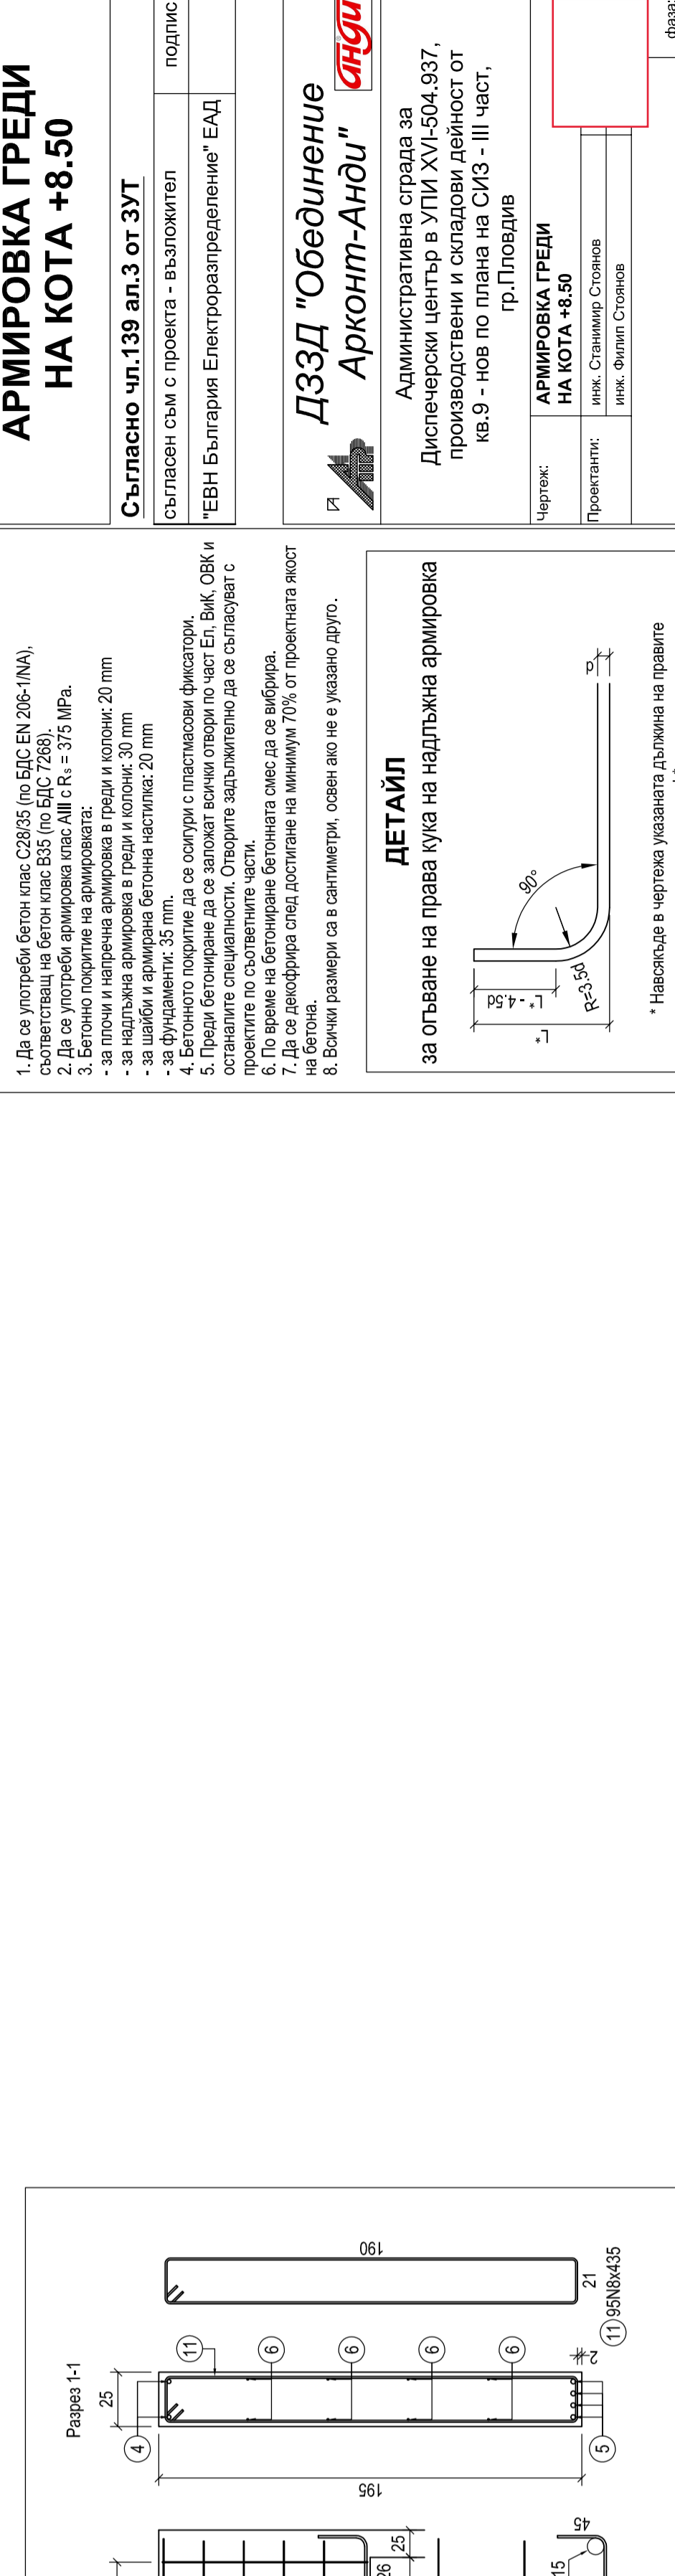 АРМИРОВКА ГРЕДИ
НА КОТА +8.50
Съгласно чл.139 ал.3 от ЗУТ
съгласен съм с проекта - възложител
подпис
"ЕВН България Електроразпределение" ЕАД
ДЗЗД "Обединение
Арконт-Анди"
анди
Административна сграда за
Диспечерски център в УПИ XVI-504.937,
производствени и складови дейност от
кв.9 - нов по плана на СИЗ - III част,
гр.Пловдив
Чертеж:
АРМИРОВКА ГРЕДИ
НА КОТА +8.50
Проектанти:
инж. Станимир Стоянов
инж. Филип Стоянов
фаза:
1. Да се употреби бетон клас C28/35 (по БДС EN 206-1/NA),
съответстващ на бетон клас B35 (по БДС 7268).
2. Да се употреби армировка клас AIII с Rs = 375 MPa.
3. Бетонно покритие на армировката:
- за плочи и напречна армировка в греди и колони: 20 mm
- за надлъжна армировка в греди и колони: 30 mm
- за шайби и армирана бетонна настилка: 20 mm
- за фундаменти: 35 mm.
4. Бетонното покритие да се осигури с пластмасови фиксатори.
5. Преди бетониране да се заложат всички отвори по част Ел, ВиК, ОВК и
останалите специалности. Отворите задължително да се съгласуват с
проектите по съответните части.
6. По време на бетониране бетонната смес да се вибрира.
7. Да се декофрира след достигане на минимум 70% от проектната якост
на бетона.
8. Всички размери са в сантиметри, освен ако не е указано друго.
ДЕТАЙЛ
за огъване на права кука на надлъжна армировка
L*
L* - 4.5d
R=3.5d
90°
d
* Навсякъде в чертежа указаната дължина на правите
Разрез 1-1
25
4
11
6
6
6
6
195
5
2
190
21
11 95N8x435
25
26
45
15